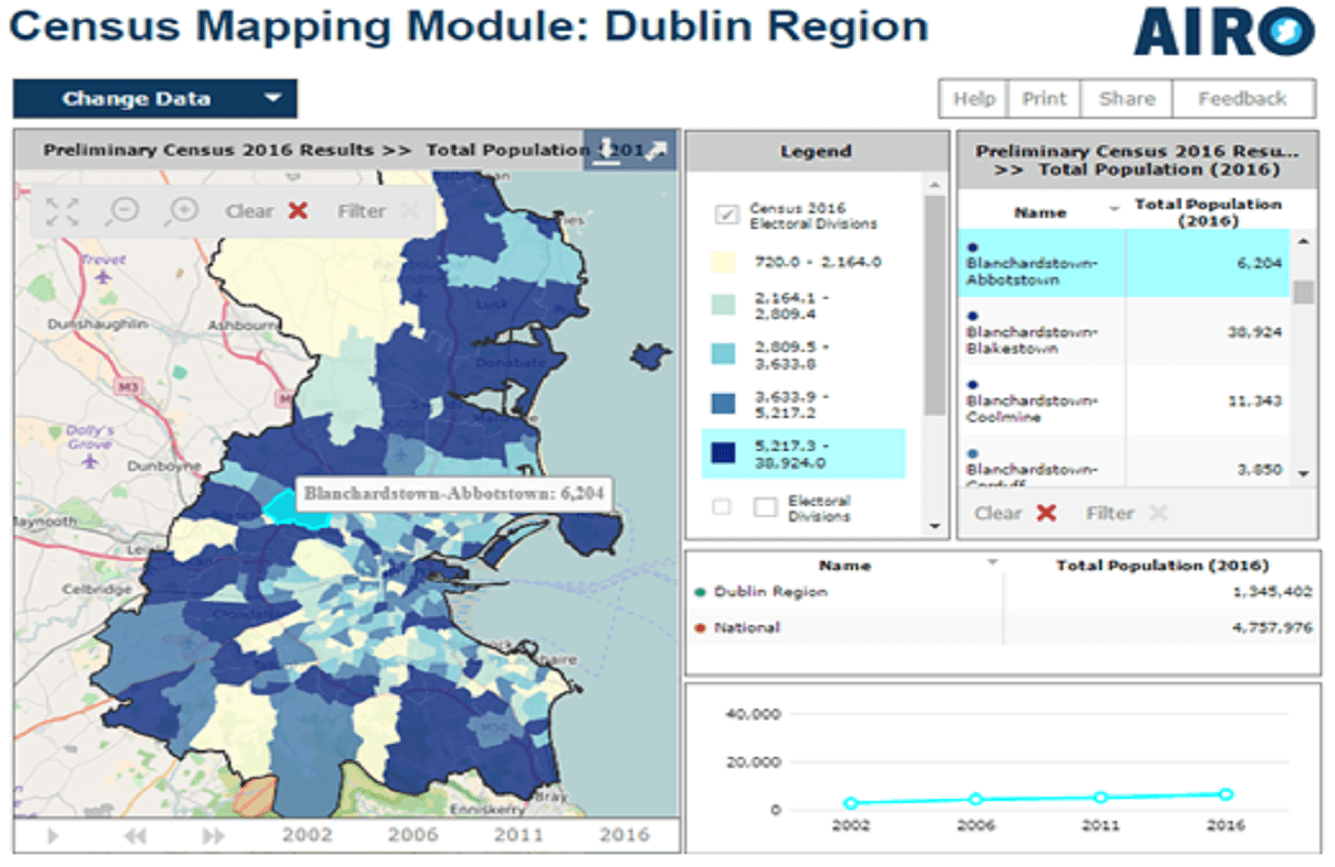 Census Mapping Module: Dublin Region
AIRO
Change Data
Help
Print
Share
Feedback
Preliminary Census 2016 Results >> Total Population
Clear
Filter
Trevet
Dunshaughlin
Ashbourn
Lusk
Donabate
M3
Dolly's
Grove
Dunboyne
Blanchardstown-Abbotstown: 6,204
Celbridge
M50
Bray
Enniskerry
2002
2006
2011
2016
Legend
Census 2016
Electoral Divisions
720.0 - 2,164.0
2,164.1 -
2,809.4
2,809.5 -
3,633.8
3,633.9 -
5,217.2
5,217.3 -
38,924.0
Electoral
Divisions
Preliminary Census 2016 Resu...
>> Total Population (2016)
Name
Total Population
(2016)
Blanchardstown-
Abbotstown
6,204
Blanchardstown-
Blakestown
38,924
Blanchardstown-
Coolmine
11,343
Blanchardstown-
3,850
Clear
Filter
Name
Total Population (2016)
Dublin Region
1,345,402
National
4,757,976
40,000
20,000
0
2002
2006
2011
2016